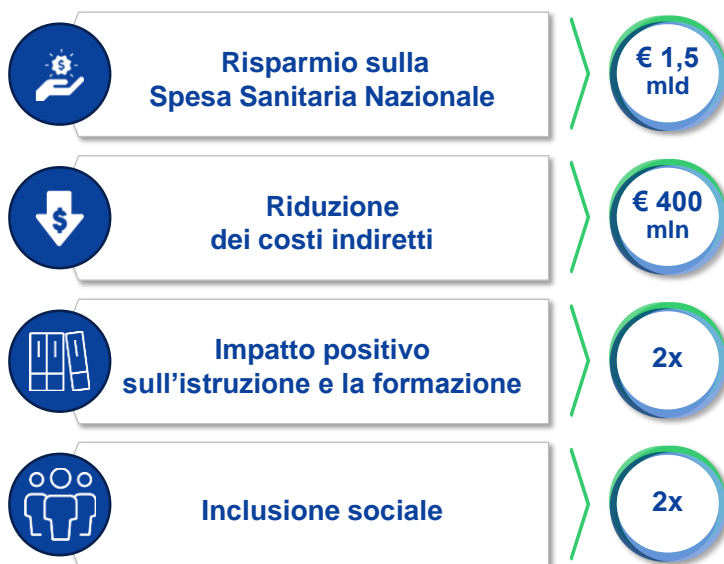 Risparmio sulla
Spesa Sanitaria Nazionale
€ 1,5
mld
Riduzione
dei costi indiretti
€ 400
mln
Impatto positivo
sull’istruzione e la formazione
2x
Inclusione sociale
2x